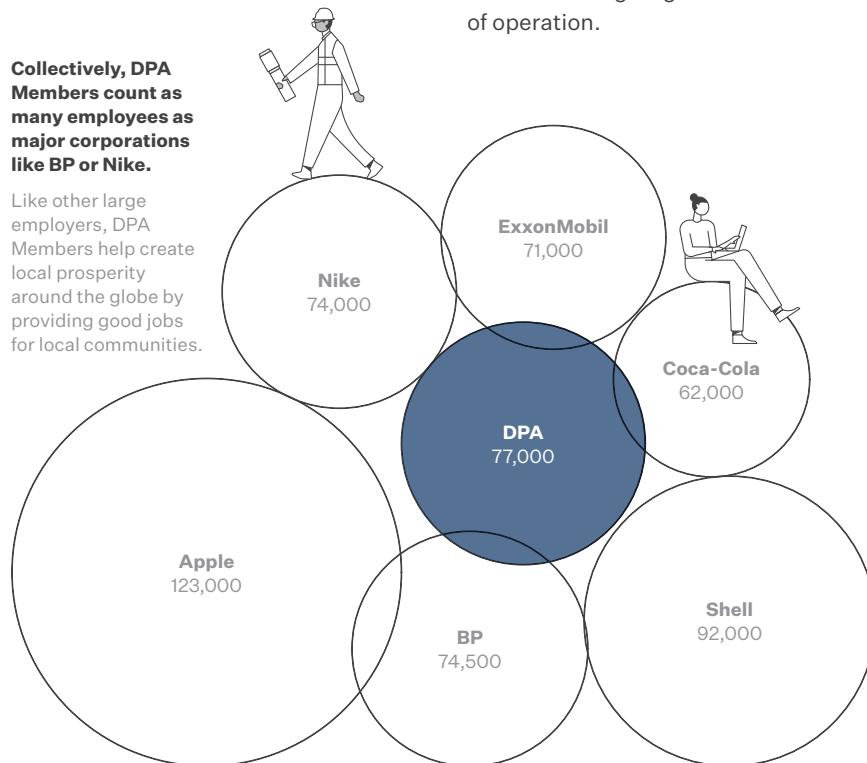 of operation.
Collectively, DPA
Members count as
many employees as
major corporations
like BP or Nike.
Like other large
employers, DPA
Members help create
local prosperity
around the globe by
providing good jobs
for local communities.
ExxonMobil
71,000
Nike
74,000
Coca-Cola
62,000
DPA
77,000
Apple
123,000
BP
74,500
Shell
92,000